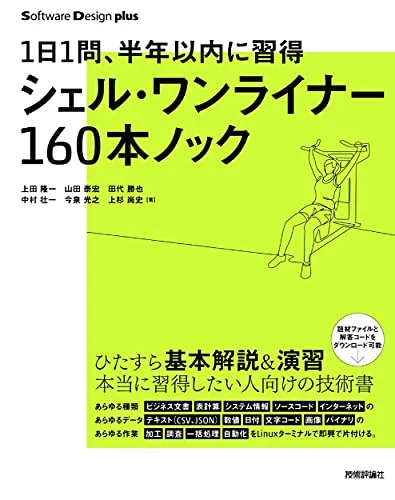 Software Design plus
1日1問、半年以内に習得
シェル・ワンライナー
160本ノック
上田 隆一 山田 泰宏 田代 勝也
中村 壮一 今泉 光之 上杉 尚史 [著]
題材ファイルと
解答コードを
ダウンロード可能
ひたすら基本解説&演習
本当に習得したい人向けの技術書
あらゆる種類 ビジネス文書 表計算 システム情報 ソースコード インターネット の
あらゆるデータ テキスト(CSV、JSON) 数値 日付 文字コード 画像 バイナリ の
あらゆる作業 加工 調査 一括処理 自動化 をLinuxターミナルで即興で片付ける。
技術評論社